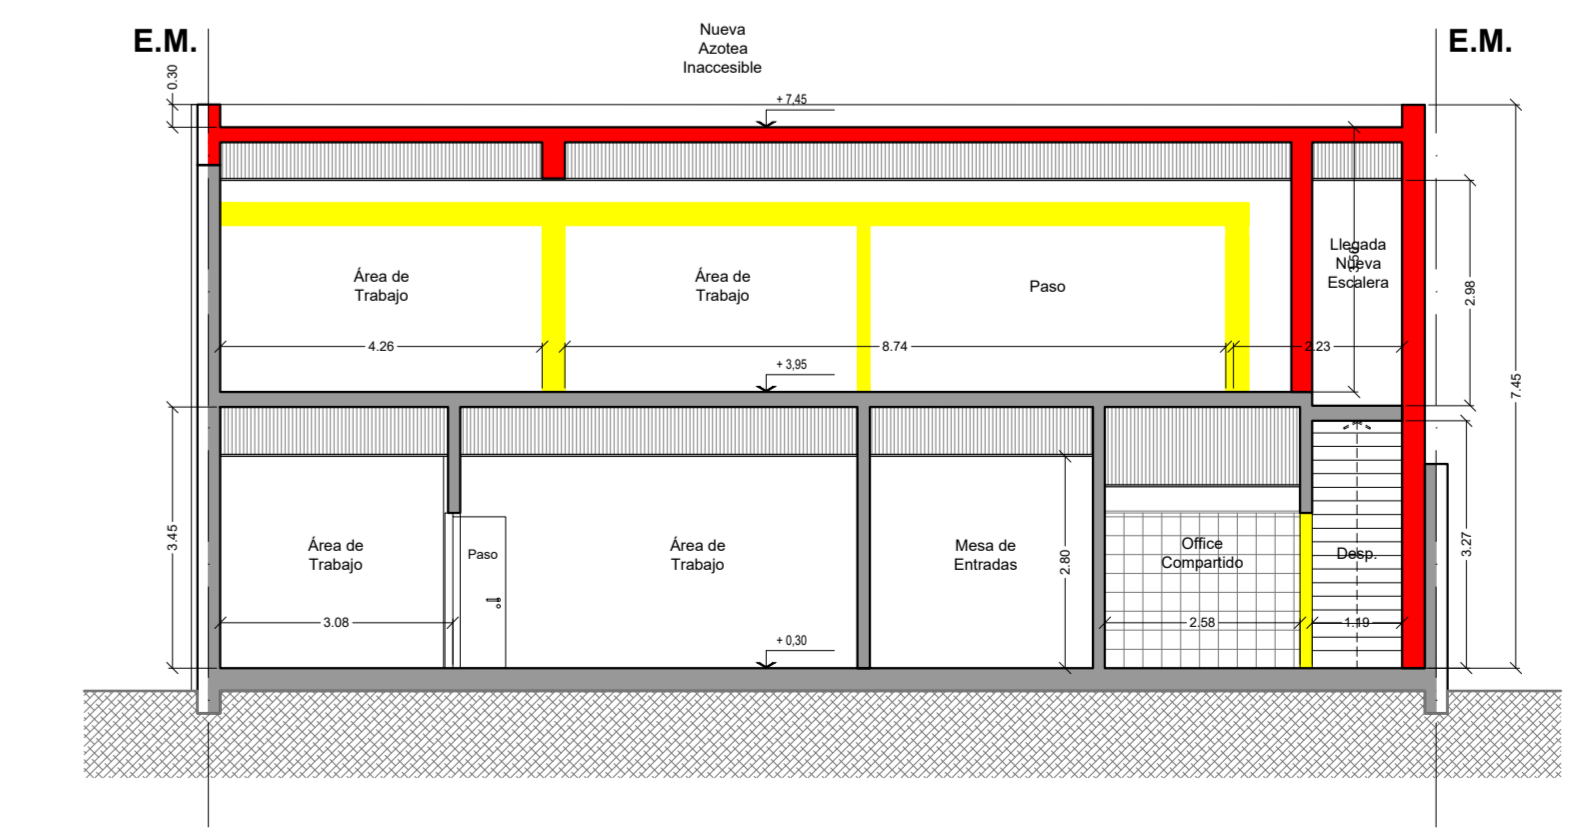 E.M.
Nueva
Azotea
Inaccesible
E.M.
0.30
+ 7,45
Área de
Trabajo
Área de
Trabajo
Paso
Llegada
Nueva
Escalera
3.50
2.98
4.26
8.74
2.23
+ 3,95
7.45
3.45
Área de
Trabajo
Paso
Área de
Trabajo
Mesa de
Entradas
2.80
Office
Compartido
Desp.
3.27
3.08
2.58
1.19
+ 0,30